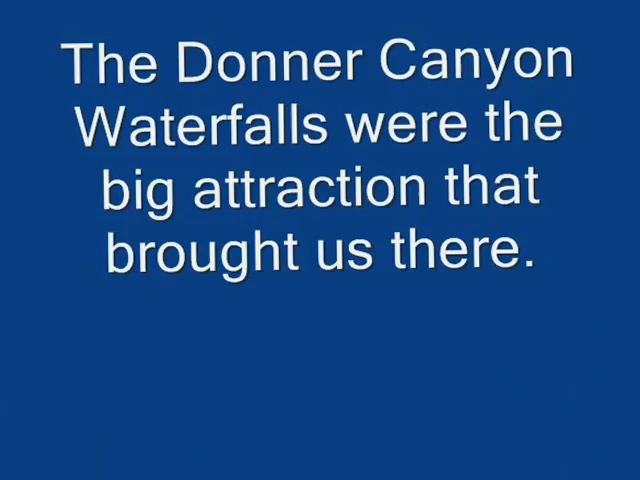 The Donner Canyon
Waterfalls were the
big attraction that
brought us there.